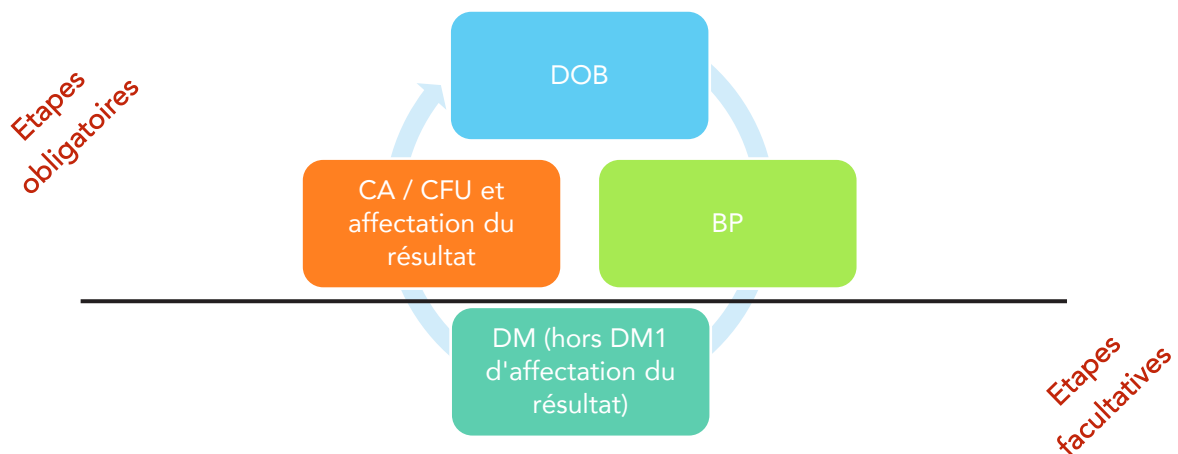 DOB
Etapes
obligatoires
CA / CFU et
affectation du
résultat
BP
DM (hors DM1
d'affectation du
résultat)
Etapes
facultatives